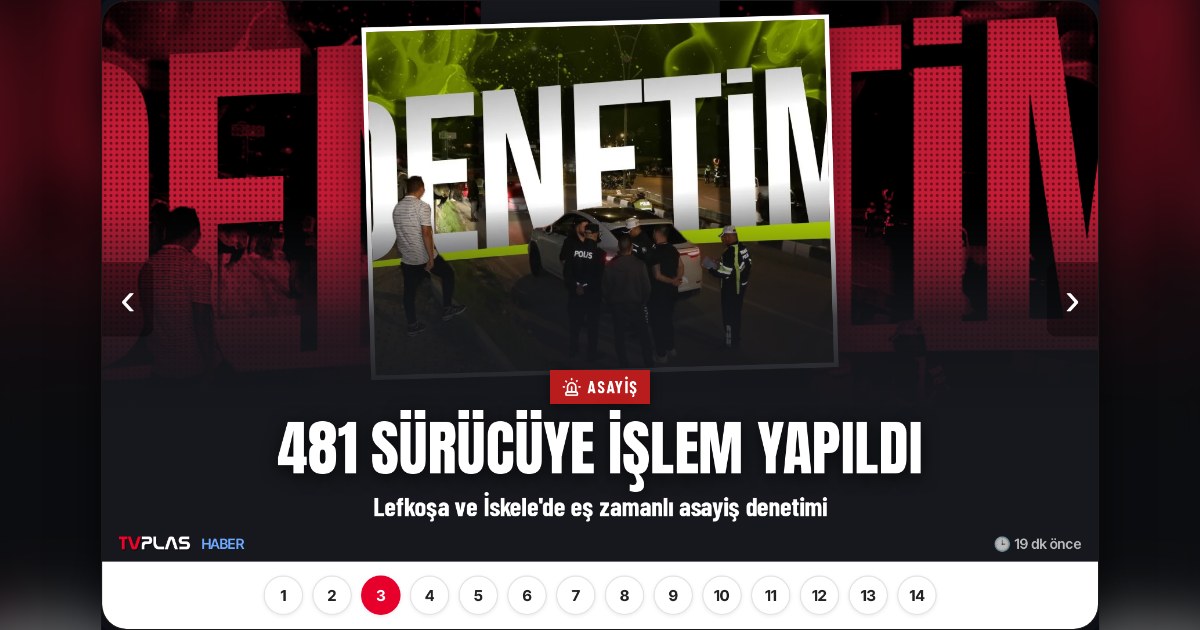 DENETİM
POLIS
ASAYİŞ
481 SÜRÜCÜYE İŞLEM YAPILDI
Lefkoşa ve İskele'de eş zamanlı asayiş denetimi
TVPLAS HABER
19 dk önce
1 2 3 4 5 6 7 8 9 10 11 12 13 14